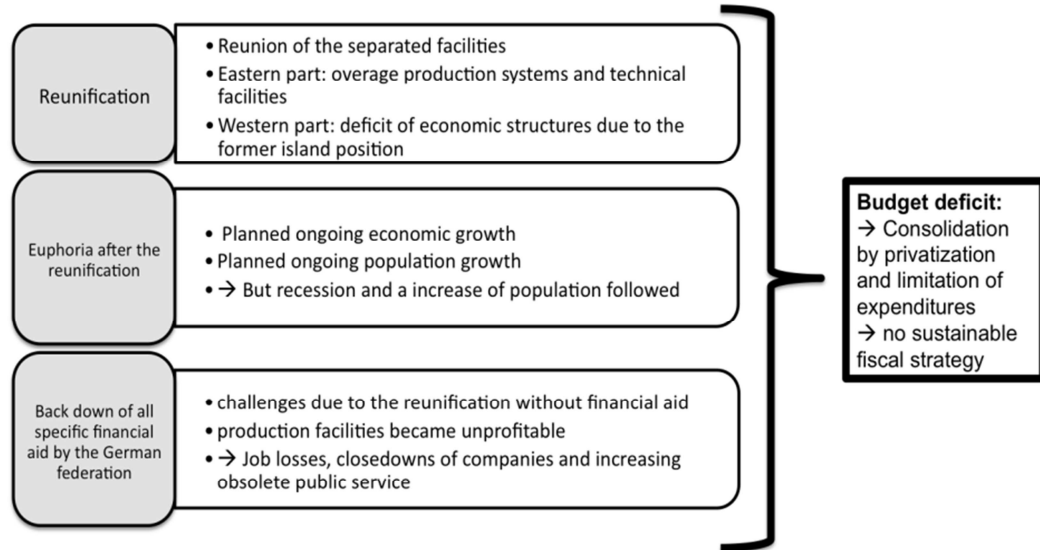 Reunification
• Reunion of the separated facilities
• Eastern part: overage production systems and technical
facilities
• Western part: deficit of economic structures due to the
former island position
Euphoria after the
reunification
• Planned ongoing economic growth
• Planned ongoing population growth
• → But recession and a increase of population followed
Back down of all
specific financial
aid by the German
federation
• challenges due to the reunification without financial aid
• production facilities became unprofitable
• → Job losses, closedowns of companies and increasing
obsolete public service
Budget deficit:
→ Consolidation
by privatization
and limitation of
expenditures
→ no sustainable
fiscal strategy